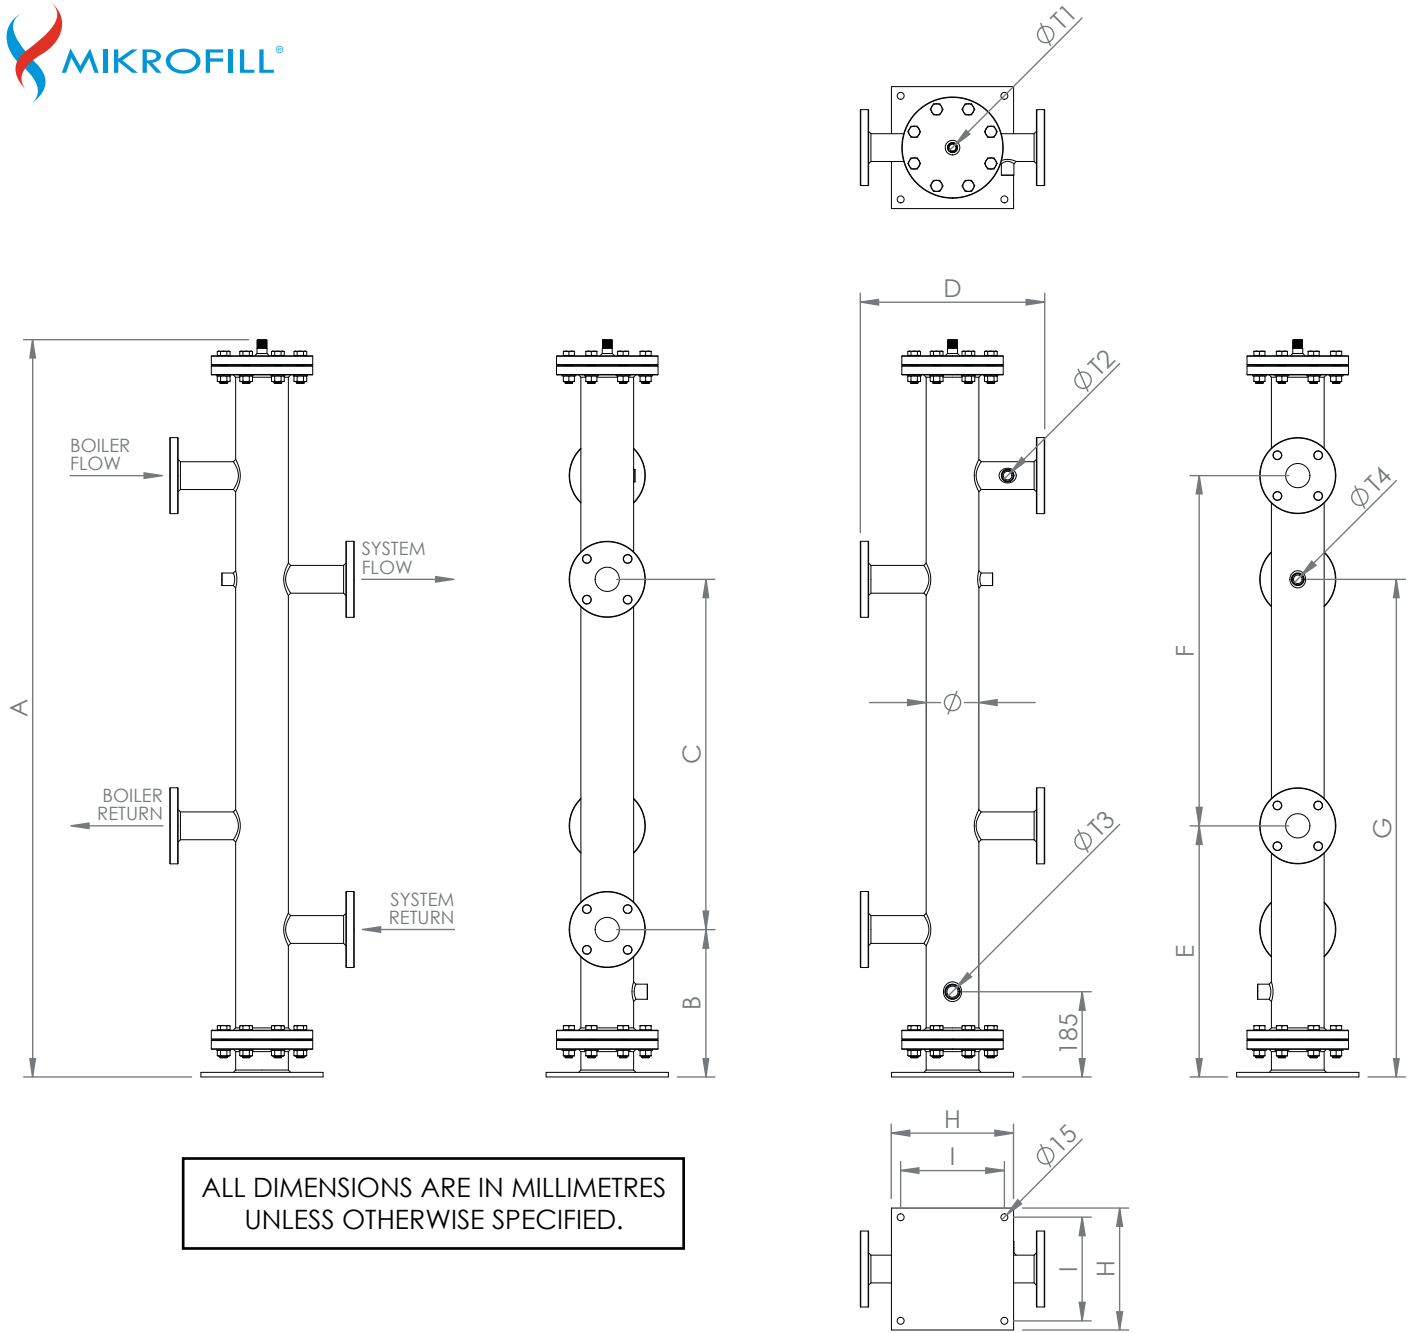 MIKROFILL®
ØT1
D
ØT2
BOILER
FLOW
SYSTEM
FLOW
ØT4
A
C
F
Ø
G
BOILER
RETURN
ØT3
SYSTEM
RETURN
B
185
E
H
I
Ø15
I
H
ALL DIMENSIONS ARE IN MILLIMETRES
UNLESS OTHERWISE SPECIFIED.